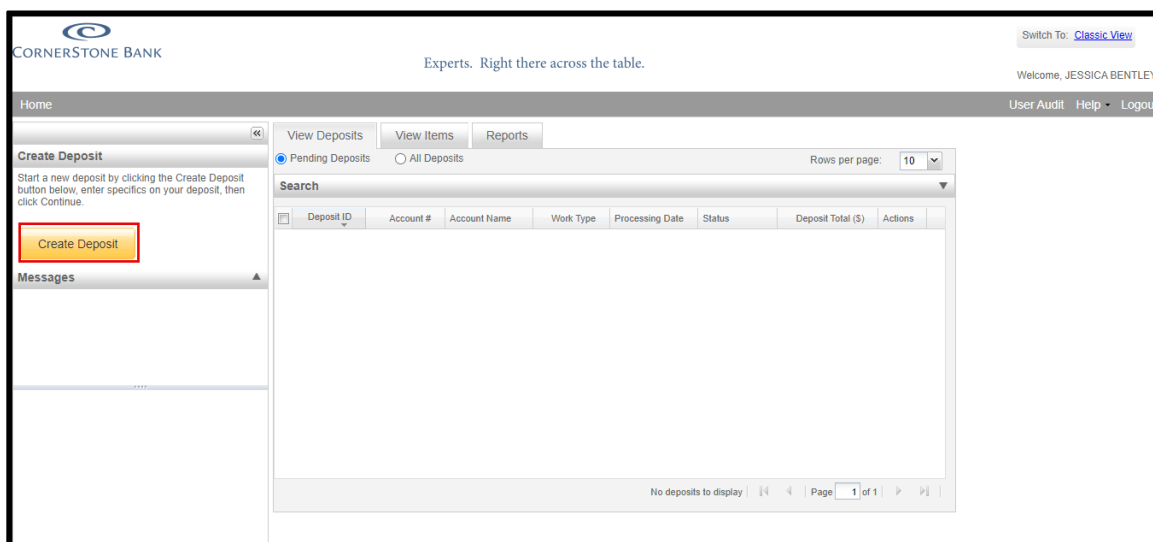 CORNERSTONE BANK
Experts. Right there across the table.
Switch To: Classic View
Welcome, JESSICA BENTLEY
Home
User Audit Help Logou
Create Deposit
Start a new deposit by clicking the Create Deposit
button below, enter specifics on your deposit, then
click Continue.
Create Deposit
Messages
View Deposits View Items Reports
Pending Deposits All Deposits Rows per page: 10
Search
Deposit ID Account # Account Name Work Type Processing Date Status Deposit Total ($) Actions
No deposits to display Page 1 of 1